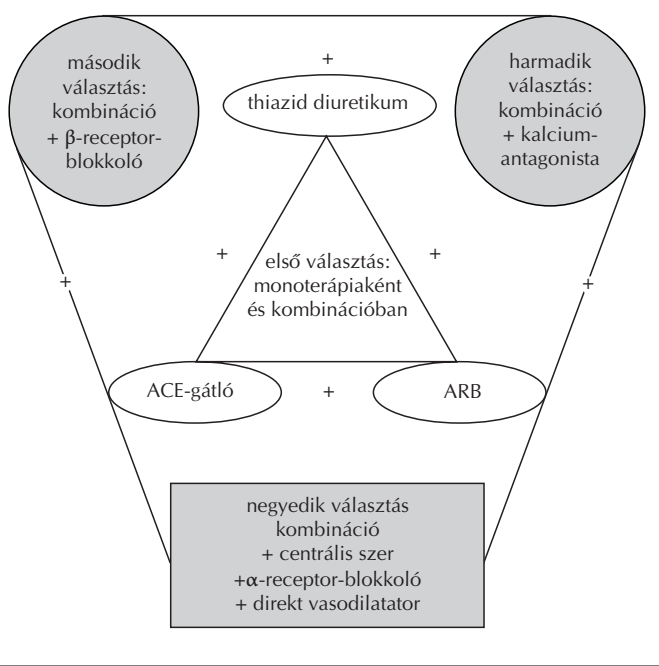 második
választás:
kombináció
+ β-receptor-
blokkoló
+
thiazid diuretikum
harmadik
választás:
kombináció
+ kalcium-
antagonista
+
+
első választás:
monoterápiaként
és kombinációban
+
+
ACE-gátló
+
ARB
negyedik választás
kombináció
+ centrális szer
+α-receptor-blokkoló
+ direkt vasodilatator